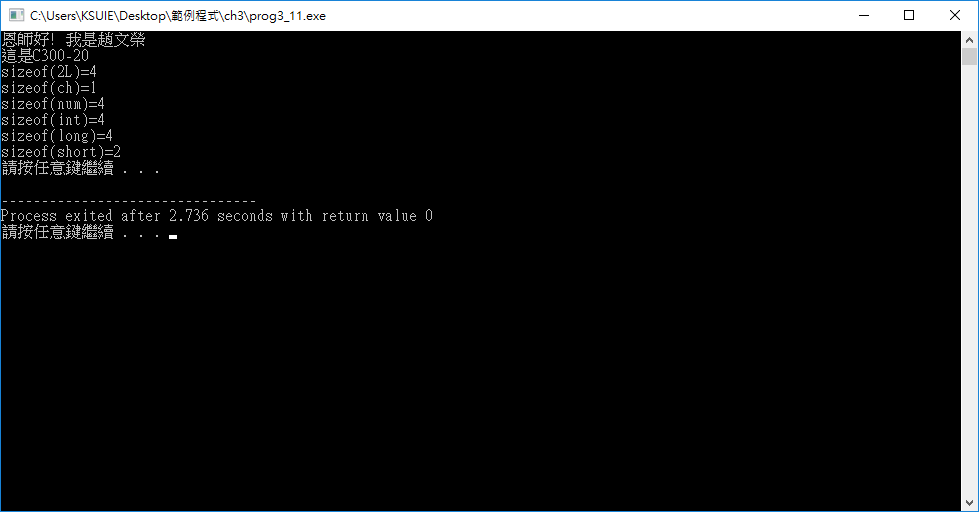 C:\Users\KSUIE\Desktop\範例程式\ch3\prog3_11.exe
恩師好! 我是趙文榮
這是C300-20
sizeof(2L)=4
sizeof(ch)=1
sizeof(num)=4
sizeof(int)=4
sizeof(long)=4
sizeof(short)=2
請按任意鍵繼續 . . .
--------------------------------
Process exited after 2.736 seconds with return value 0
請按任意鍵繼續 . . .